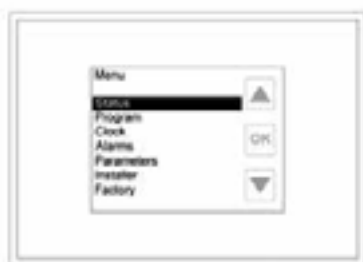 Menu
Status
Program
Clock
Alarms
Parameters
Installer
Factory
OK